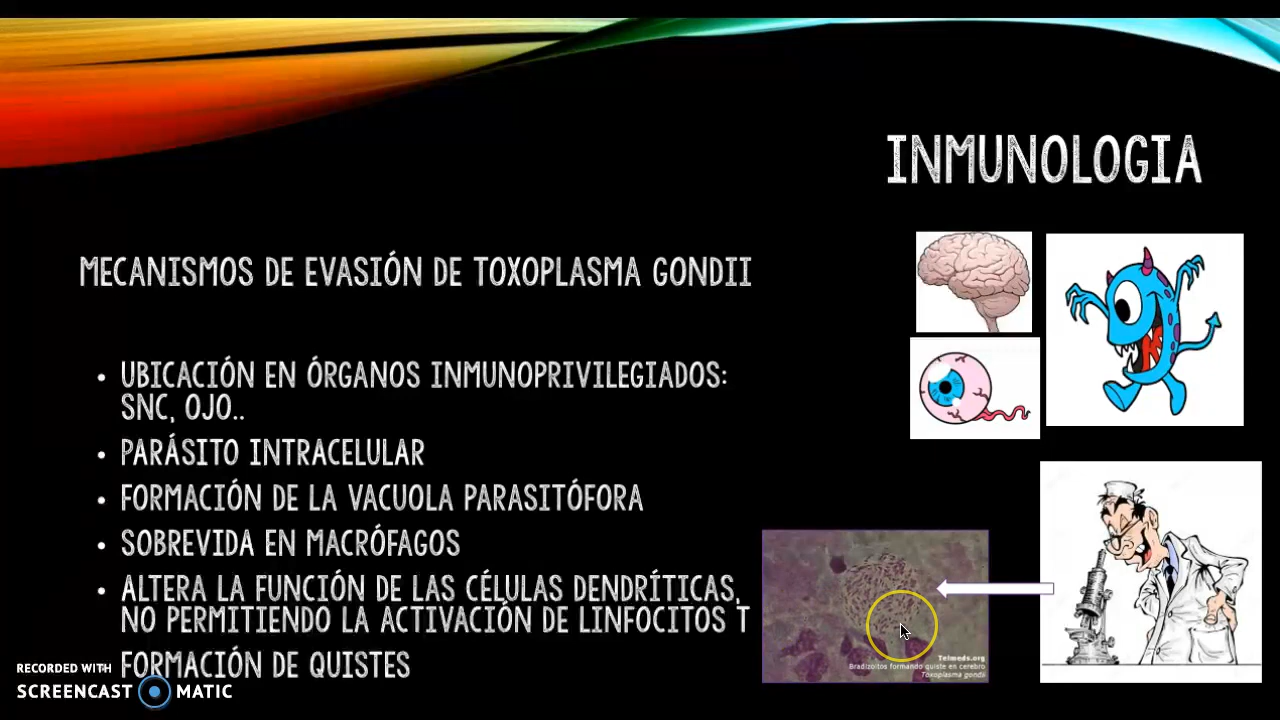 INMUNOLOGIA
MECANISMOS DE EVASIÓN DE TOXOPLASMA GONDII
• UBICACIÓN EN ÓRGANOS INMUNOPRIVILEGIADOS:
SNC, OJO..
• PARÁSITO INTRACELULAR
• FORMACIÓN DE LA VACUOLA PARASITÓFORA
• SOBREVIDA EN MACRÓFAGOS
• ALTERA LA FUNCIÓN DE LAS CÉLULAS DENDRÍTICAS,
NO PERMITIENDO LA ACTIVACIÓN DE LINFOCITOS T
FORMACIÓN DE QUISTES
Telmeds.org
Bradizoitos formando quiste en cerebro
Toxoplasma gondii
RECORDED WITH
SCREENCAST MATIC